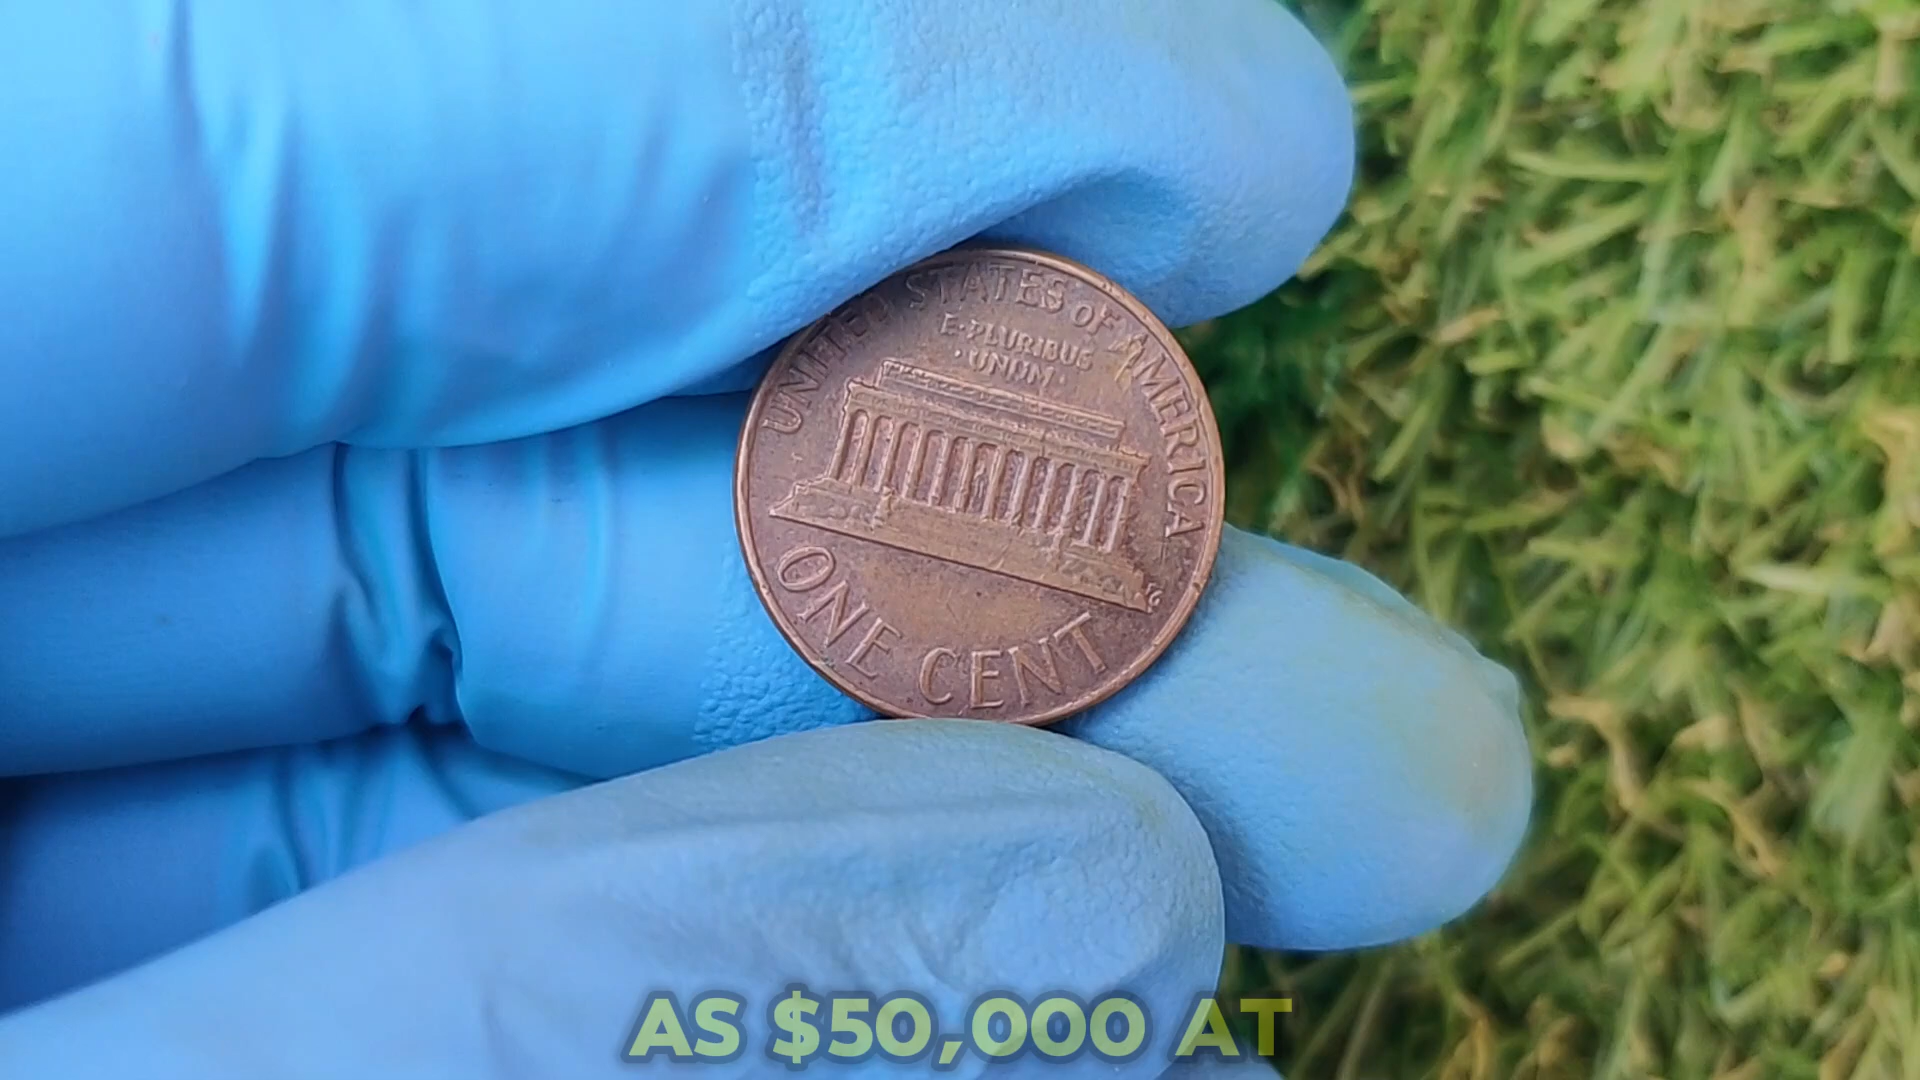 UNITED STATES OF AMERICA
E·PLURIBUS
·UNUM·
ONE CENT
AS $50,000 AT